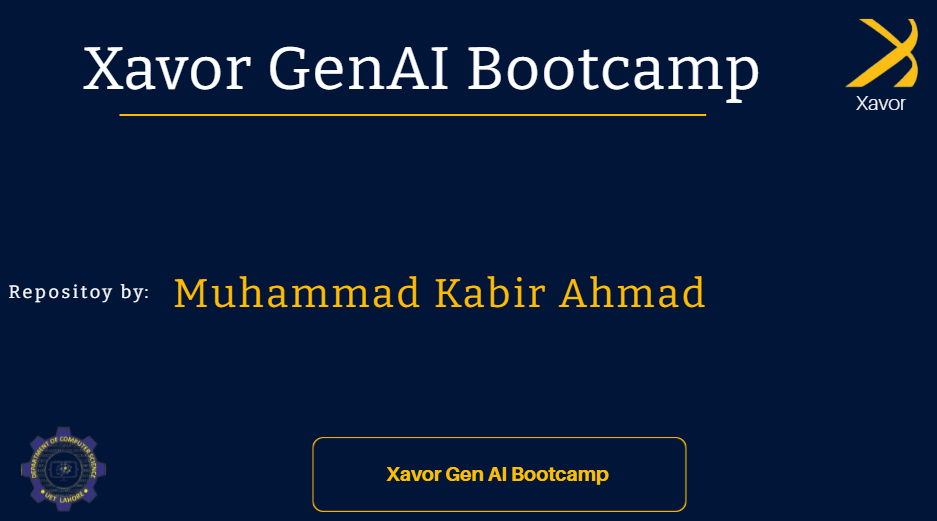 Xavor GenAI Bootcamp
Xavor
Repositoy by: Muhammad Kabir Ahmad
DEPARTMENT OF COMPUTER SCIENCE
UET LAHORE
Xavor Gen AI Bootcamp